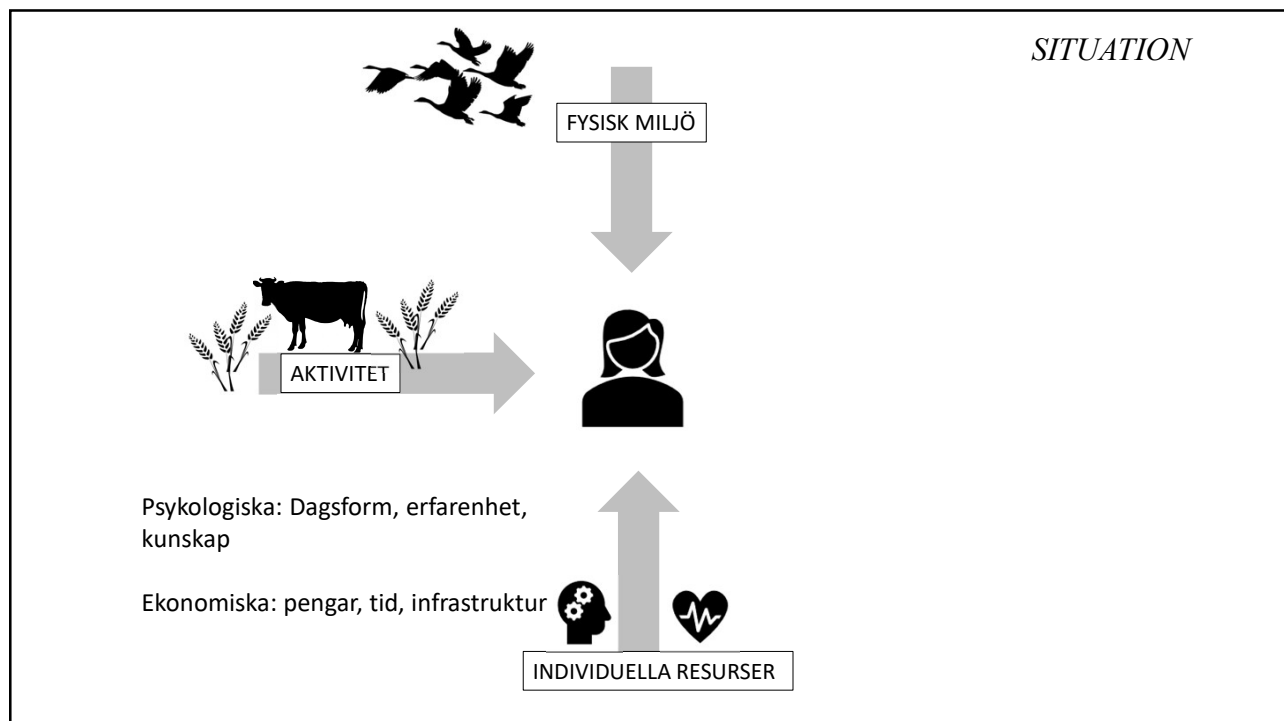 SITUATION
FYSISK MILJÖ
AKTIVITET
Psykologiska: Dagsform, erfarenhet,
kunskap
Ekonomiska: pengar, tid, infrastruktur
INDIVIDUELLA RESURSER